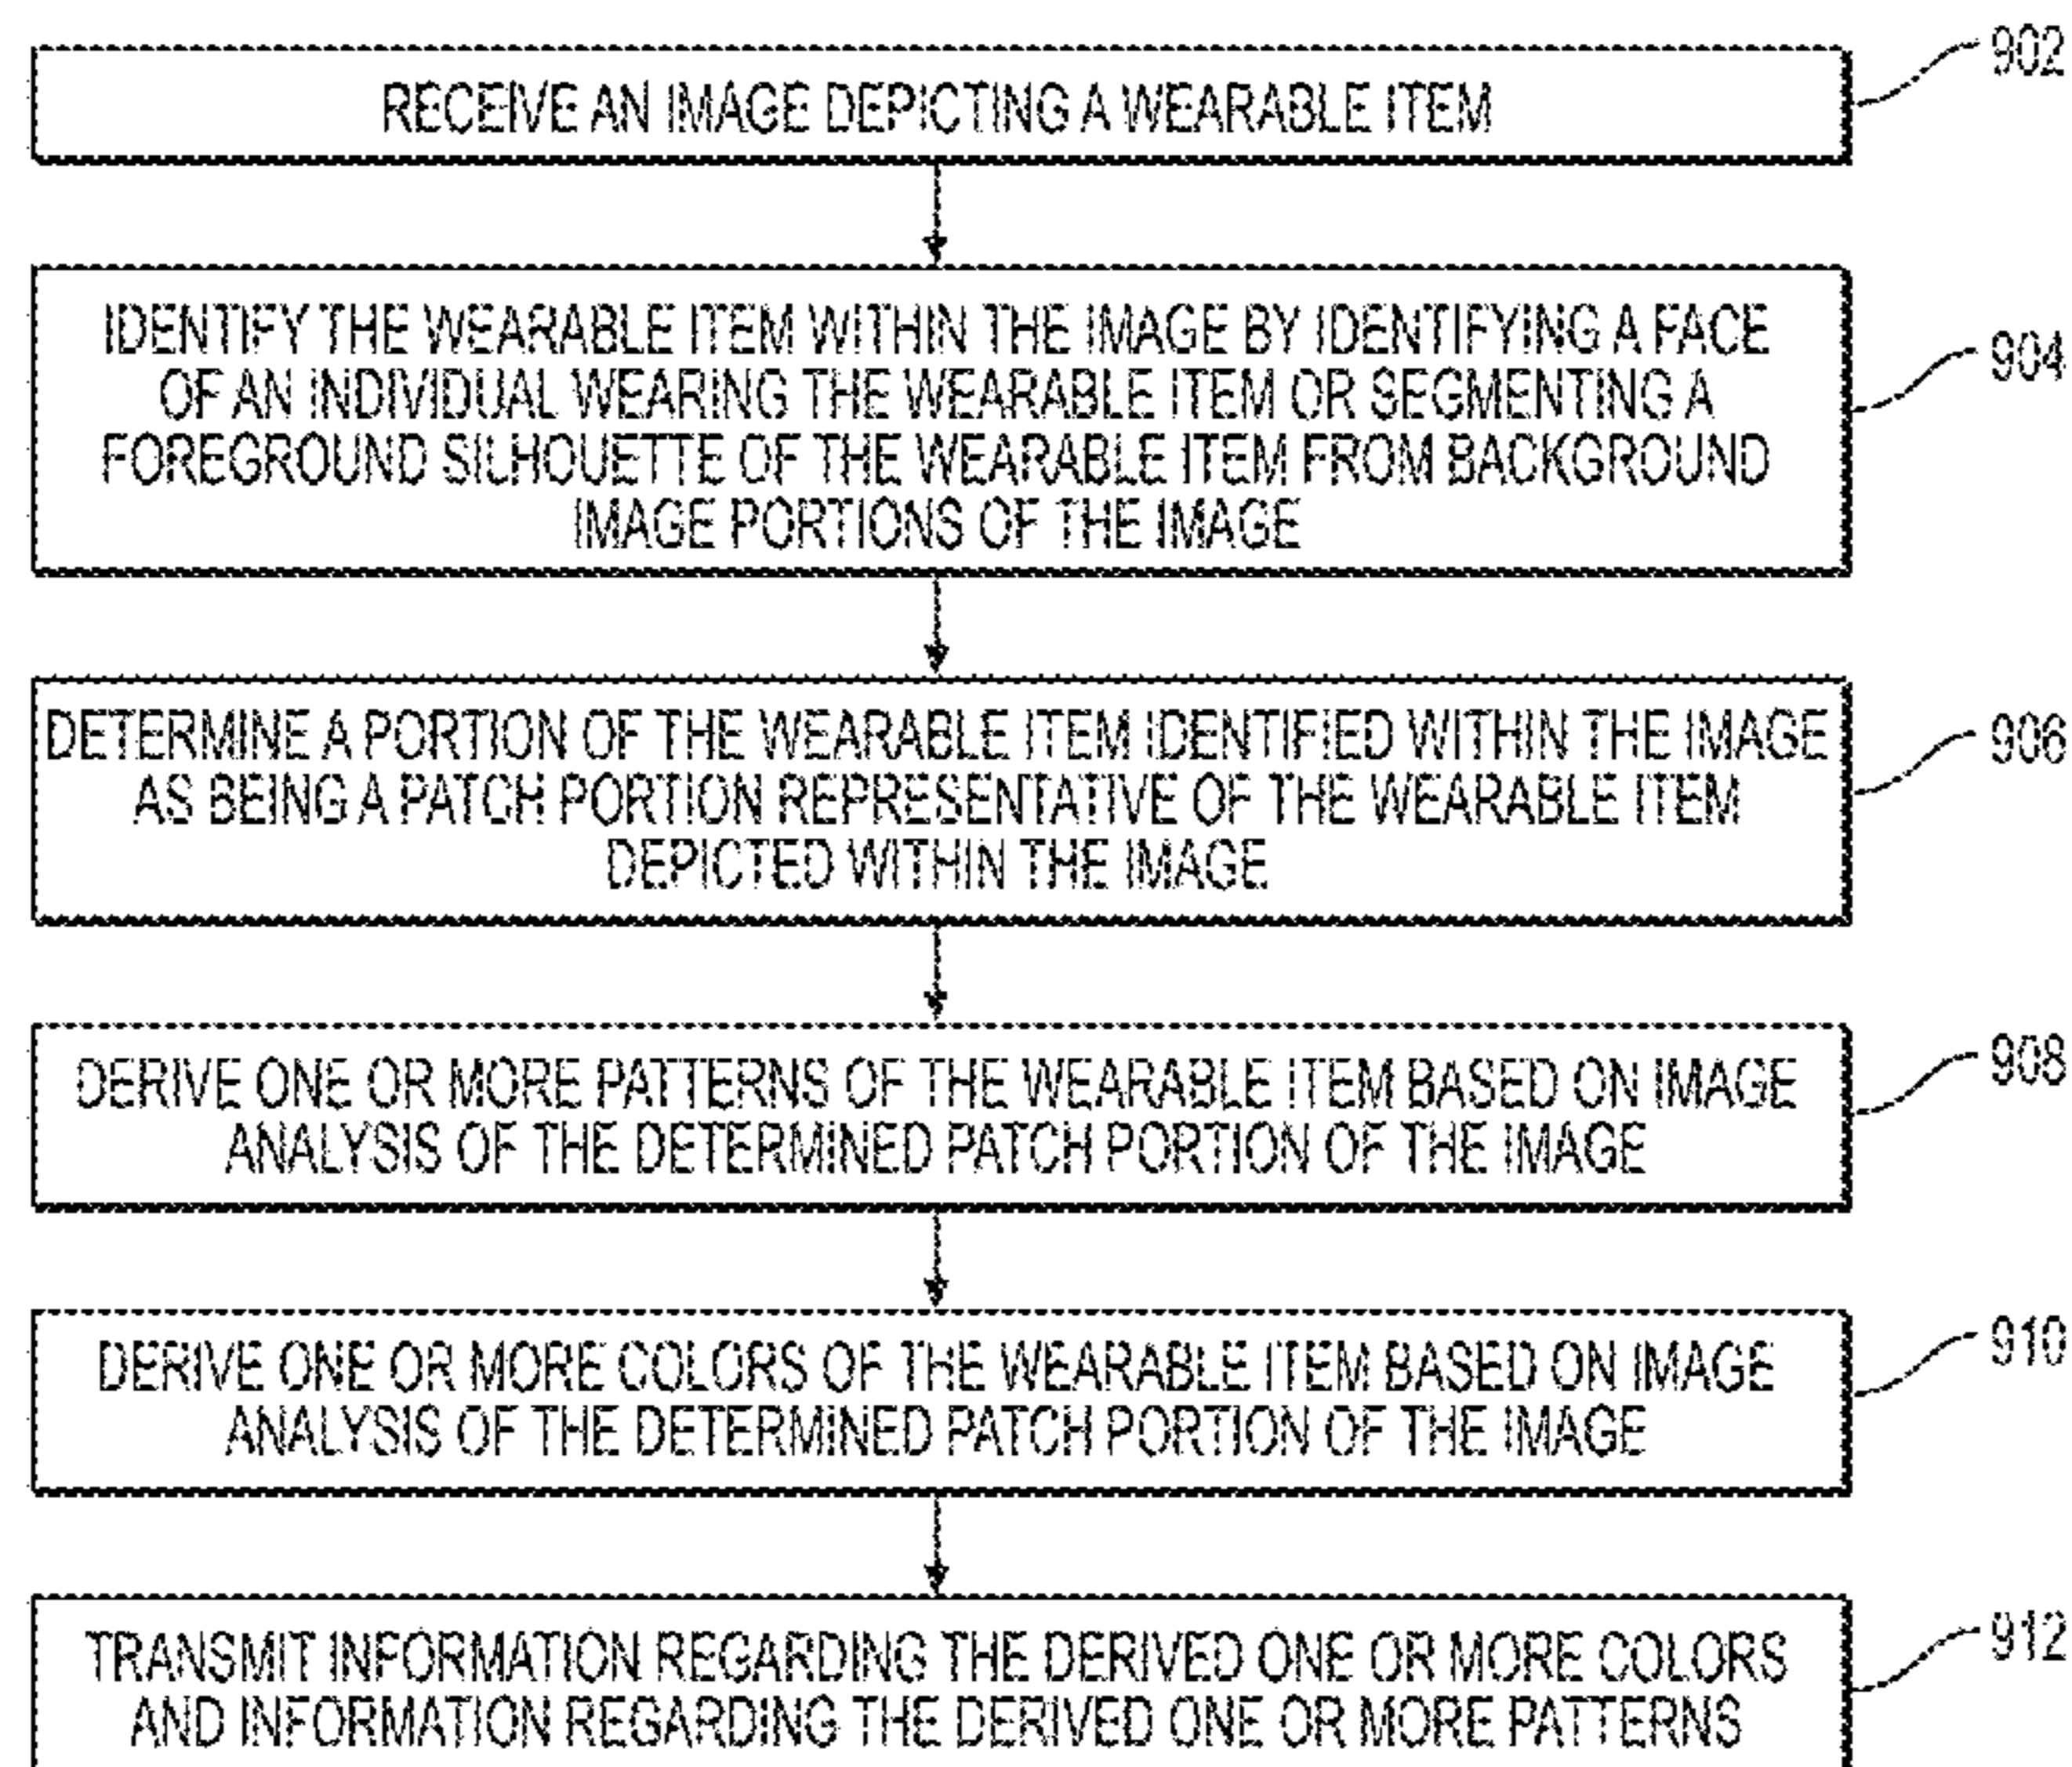 902
RECEIVE AN IMAGE DEPICTING A WEARABLE ITEM
904
IDENTIFY THE WEARABLE ITEM WITHIN THE IMAGE BY IDENTIFYING A FACE
OF AN INDIVIDUAL WEARING THE WEARABLE ITEM OR SEGMENTING A
FOREGROUND SILHOUETTE OF THE WEARABLE ITEM FROM BACKGROUND
IMAGE PORTIONS OF THE IMAGE
906
DETERMINE A PORTION OF THE WEARABLE ITEM IDENTIFIED WITHIN THE IMAGE
AS BEING A PATCH PORTION REPRESENTATIVE OF THE WEARABLE ITEM
DEPICTED WITHIN THE IMAGE
908
DERIVE ONE OR MORE PATTERNS OF THE WEARABLE ITEM BASED ON IMAGE
ANALYSIS OF THE DETERMINED PATCH PORTION OF THE IMAGE
910
DERIVE ONE OR MORE COLORS OF THE WEARABLE ITEM BASED ON IMAGE
ANALYSIS OF THE DETERMINED PATCH PORTION OF THE IMAGE
912
TRANSMIT INFORMATION REGARDING THE DERIVED ONE OR MORE COLORS
AND INFORMATION REGARDING THE DERIVED ONE OR MORE PATTERNS